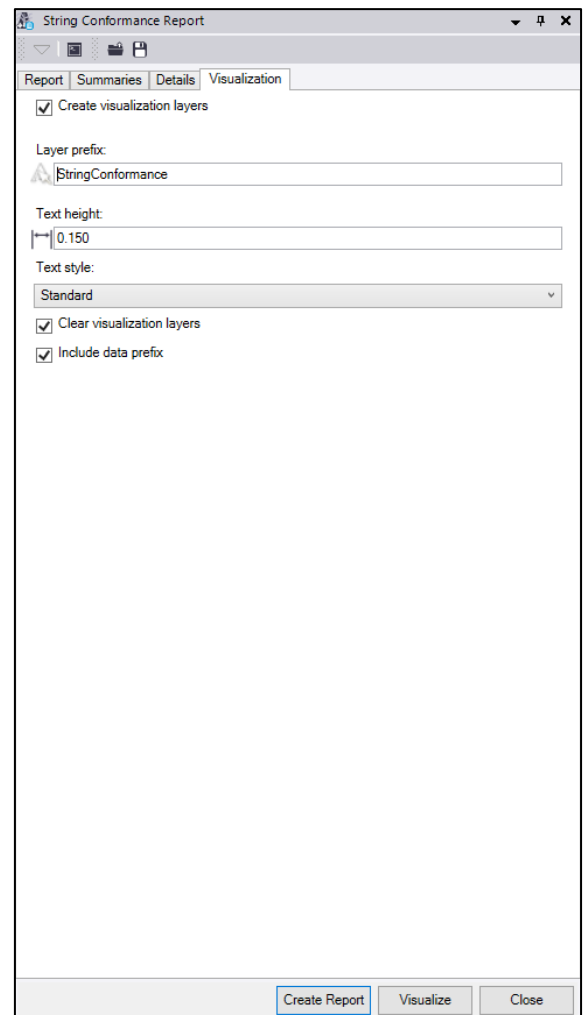 String Conformance Report
Report Summaries Details Visualization
Create visualization layers
Layer prefix:
StringConformance
Text height:
0.150
Text style:
Standard
Clear visualization layers
Include data prefix
Create Report Visualize Close